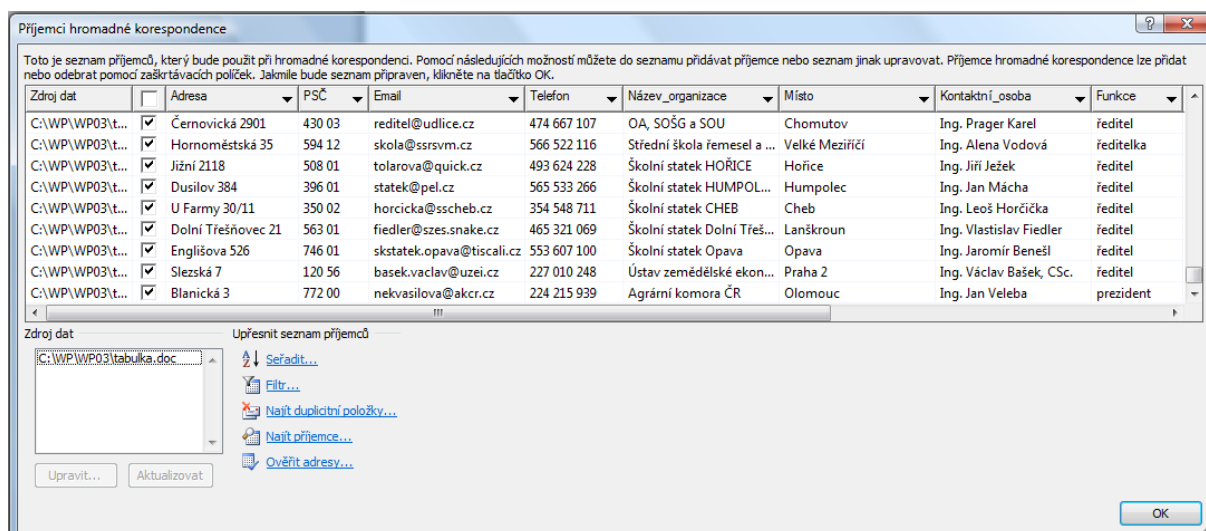 Příjemci hromadné korespondence
Toto je seznam příjemců, který bude použit při hromadné korespondenci. Pomocí následujících možností můžete do seznamu přidávat příjemce nebo seznam jinak upravovat. Příjemce hromadné korespondence lze přidat
nebo odebrat pomocí zaškrtávacích políček. Jakmile bude seznam připraven, klikněte na tlačítko OK.
Zdroj dat Adresa PSČ Email Telefon Název_organizace Místo Kontaktní_osoba Funkce
C:\WP\WP03\t... Černovická 2901 430 03 reditel@udlice.cz 474 667 107 OA, SOŠG a SOU Chomutov Ing. Prager Karel ředitel
C:\WP\WP03\t... Hornoměstská 35 594 12 skola@ssrsvm.cz 566 522 116 Střední škola řemesel a ... Velké Meziříčí Ing. Alena Vodová ředitelka
C:\WP\WP03\t... Jižní 2118 508 01 tolarova@quick.cz 493 624 228 Školní statek HOŘICE Hořice Ing. Jiří Ježek ředitel
C:\WP\WP03\t... Dusilov 384 396 01 statek@pel.cz 565 533 266 Školní statek HUMPOL... Humpolec Ing. Jan Mácha ředitel
C:\WP\WP03\t... U Farmy 30/11 350 02 horcicka@sscheb.cz 354 548 711 Školní statek CHEB Cheb Ing. Leoš Horčička ředitel
C:\WP\WP03\t... Dolní Třešňovec 21 563 01 fiedler@szes.snake.cz 465 321 069 Školní statek Dolní Třeš... Lanškroun Ing. Vlastislav Fiedler ředitel
C:\WP\WP03\t... Englišova 526 746 01 skstatek.opava@tiscali.cz 553 607 100 Školní statek Opava Opava Ing. Jaromír Benešl ředitel
C:\WP\WP03\t... Slezská 7 120 56 basek.vaclav@uzei.cz 227 010 248 Ústav zemědělské ekon... Praha 2 Ing. Václav Bašek, CSc. ředitel
C:\WP\WP03\t... Blanická 3 772 00 nekvasilova@akcr.cz 224 215 939 Agrární komora ČR Olomouc Ing. Jan Veleba prezident
Zdroj dat
C:\WP\WP03\tabulka.doc
Upravit... Aktualizovat
Upřesnit seznam příjemců
Seřadit...
Filtr...
Najít duplicitní položky...
Najít příjemce...
Ověřit adresy...
OK